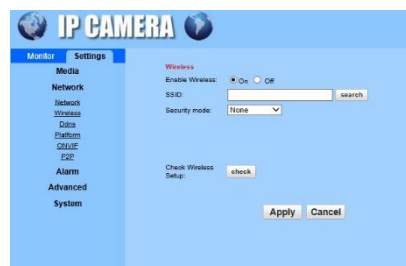 IP CAMERA
Monitor Settings
Media
Network
Network
Wireless
Ddns
Platform
ONVIF
P2P
Alarm
Advanced
System
Wireless
Enable Wireless: On Off
SSID: search
Security mode: None
Check Wireless
Setup: check
Apply Cancel